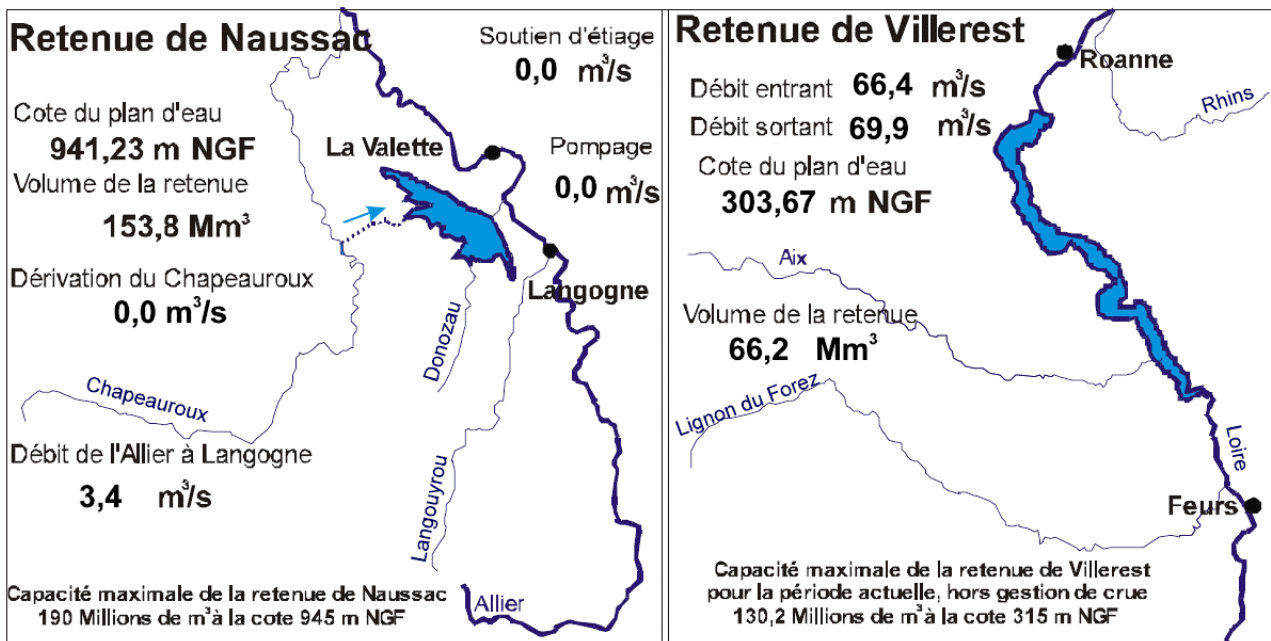 Retenue de Naussac
Soutien d'étiage
0,0 m³/s
Cote du plan d'eau
941,23 m NGF
La Valette
Pompage
0,0 m³/s
Volume de la retenue
153,8 Mm³
Dérivation du Chapeauroux
0,0 m³/s
Langogne
Donozau
Chapeauroux
Débit de l'Allier à Langogne
3,4 m³/s
Langouyrou
Capacité maximale de la retenue de Naussac
190 Millions de m³ à la cote 945 m NGF
Allier
Retenue de Villerest
Roanne
Débit entrant 66,4 m³/s
Rhins
Débit sortant 69,9 m³/s
Cote du plan d'eau
303,67 m NGF
Aix
Volume de la retenue
66,2 Mm³
Lignon du Forez
Loire
Feurs
Capacité maximale de la retenue de Villerest
pour la période actuelle, hors gestion de crue
130,2 Millions de m³ à la cote 315 m NGF